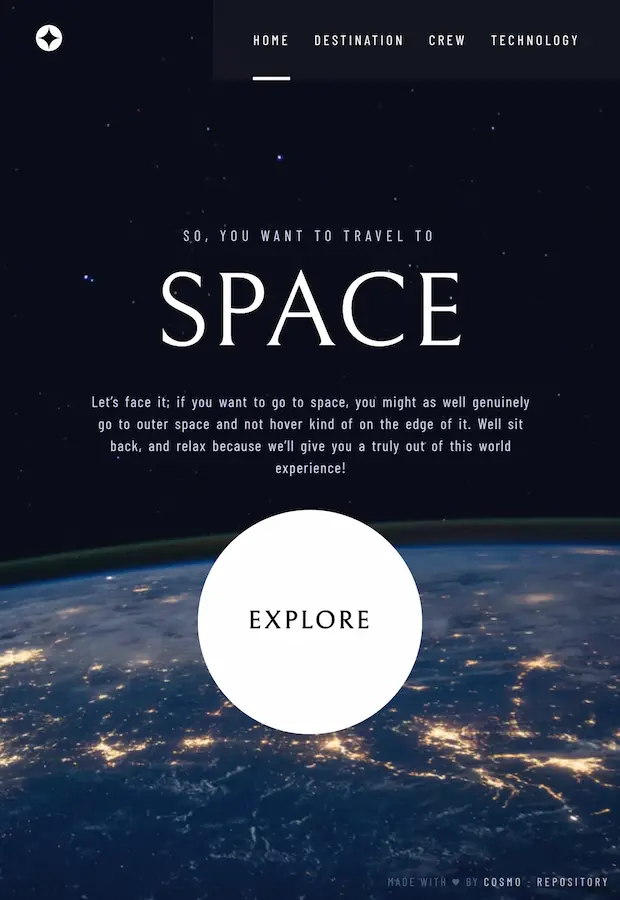 HOME DESTINATION CREW TECHNOLOGY
SO, YOU WANT TO TRAVEL TO
SPACE
Let's face it; if you want to go to space, you might as well genuinely
go to outer space and not hover kind of on the edge of it. Well sit
back, and relax because we'll give you a truly out of this world
experience!
EXPLORE
MADE WITH ♥ BY COSMO - REPOSITORY